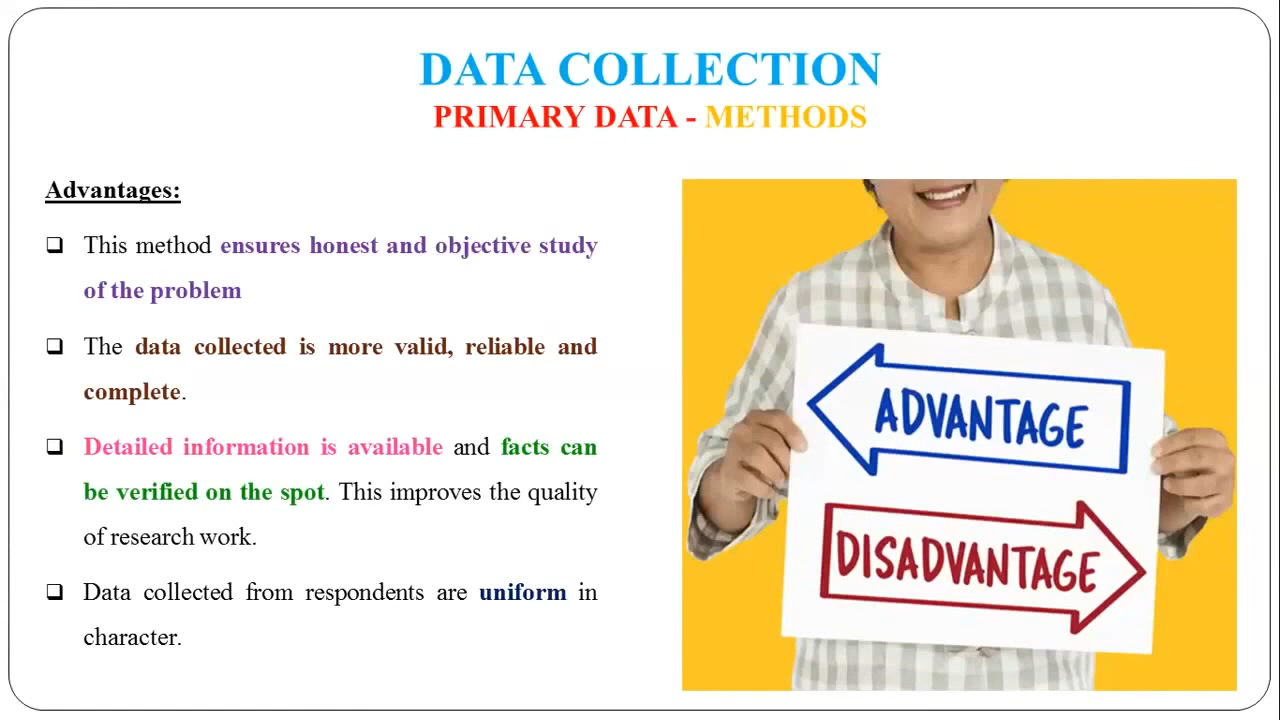 DATA COLLECTION
PRIMARY DATA - METHODS
Advantages:
This method ensures honest and objective study
of the problem
The data collected is more valid, reliable and
complete.
Detailed information is available and facts can
be verified on the spot. This improves the quality
of research work.
Data collected from respondents are uniform in
character.
ADVANTAGE
DISADVANTAGE